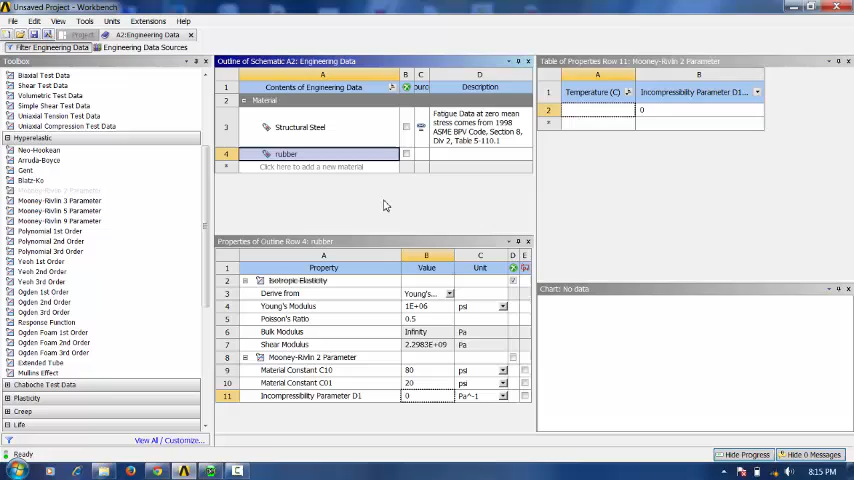 Unsaved Project - Workbench
File View Tools Units Extensions Help
Project A2:Engineering Data
Filter Engineering Data Engineering Data Sources
Toolbox
Biaxial Test Data
Shear Test Data
Volumetric Test Data
Simple Shear Test Data
Uniaxial Tension Test Data
Uniaxial Compression Test Data
Hyperelastic
Neo-Hookean
Arruda-Boyce
Gent
Blatz-Ko
Mooney-Rivlin 2 Parameter
Mooney-Rivlin 3 Parameter
Mooney-Rivlin 5 Parameter
Mooney-Rivlin 9 Parameter
Polynomial 1st Order
Polynomial 2nd Order
Polynomial 3rd Order
Yeoh 1st Order
Yeoh 2nd Order
Yeoh 3rd Order
Ogden 1st Order
Ogden 2nd Order
Ogden 3rd Order
Response Function
Ogden Foam 1st Order
Ogden Foam 2nd Order
Ogden Foam 3rd Order
Extended Tube
Mullins Effect
Chaboche Test Data
Plasticity
Creep
Life
View All / Customize...
Ready
Outline of Schematic A2: Engineering Data
A B C D
1 Contents of Engineering Data Description
2 Material
3 Structural Steel
Fatigue Data at zero mean
stress comes from 1998
ASME BPV Code, Section 8,
Div 2, Table 5-110.1
4 rubber
* Click here to add a new material
Properties of Outline Row 4: rubber
A B C D E
1 Property Value Unit
2 Isotropic Elasticity
3 Derive from Young's...
4 Young's Modulus 1E+06 psi
5 Poisson's Ratio 0.5
6 Bulk Modulus Infinity Pa
7 Shear Modulus 2.2983E+09 Pa
8 Mooney-Rivlin 2 Parameter
9 Material Constant C10 80 psi
10 Material Constant C01 20 psi
11 Incompressibility Parameter D1 0 Pa^-1
Table of Properties Row 11: Mooney-Rivlin 2 Parameter
A B
1 Temperature (C) Incompressibility Parameter D1...
2 0
*
Chart: No data
Hide Progress Hide 0 Messages
8:15 PM